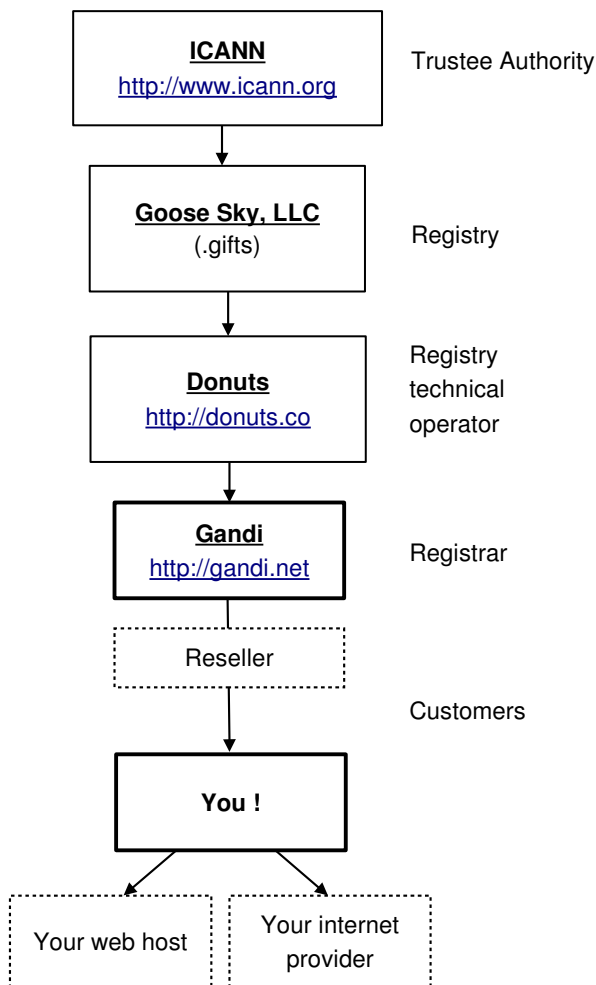 ICANN
http://www.icann.org
Trustee Authority
Goose Sky, LLC
(.gifts)
Registry
Donuts
http://donuts.co
Registry
technical
operator
Gandi
http://gandi.net
Registrar
Reseller
Customers
You !
Your web host
Your internet
provider